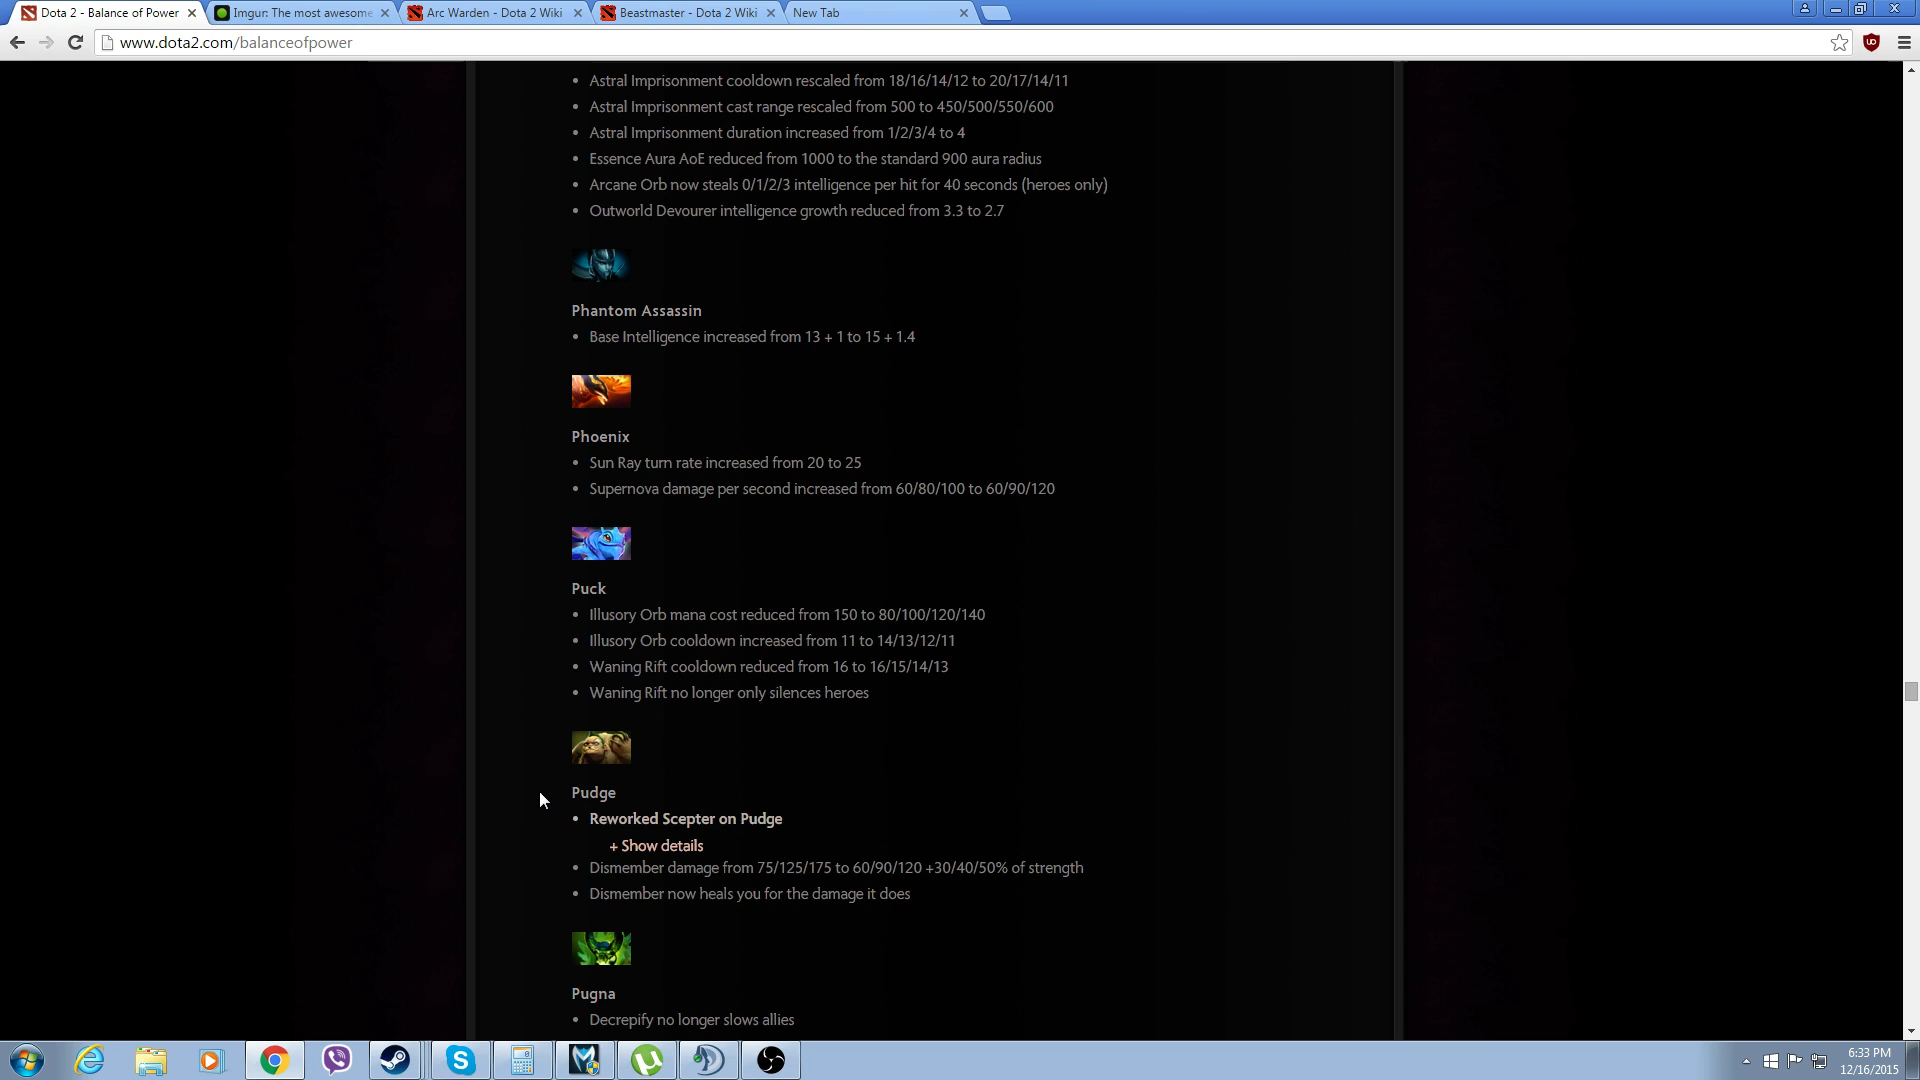 Dota 2 - Balance of Power
Imgur: The most awesome
Arc Warden - Dota 2 Wiki
Beastmaster - Dota 2 Wiki
New Tab
www.dota2.com/balanceofpower
• Astral Imprisonment cooldown rescaled from 18/16/14/12 to 20/17/14/11
• Astral Imprisonment cast range rescaled from 500 to 450/500/550/600
• Astral Imprisonment duration increased from 1/2/3/4 to 4
• Essence Aura AoE reduced from 1000 to the standard 900 aura radius
• Arcane Orb now steals 0/1/2/3 intelligence per hit for 40 seconds (heroes only)
• Outworld Devourer intelligence growth reduced from 3.3 to 2.7
Phantom Assassin
• Base Intelligence increased from 13 + 1 to 15 + 1.4
Phoenix
• Sun Ray turn rate increased from 20 to 25
• Supernova damage per second increased from 60/80/100 to 60/90/120
Puck
• Illusory Orb mana cost reduced from 150 to 80/100/120/140
• Illusory Orb cooldown increased from 11 to 14/13/12/11
• Waning Rift cooldown reduced from 16 to 16/15/14/13
• Waning Rift no longer only silences heroes
Pudge
• Reworked Scepter on Pudge
+ Show details
• Dismember damage from 75/125/175 to 60/90/120 +30/40/50% of strength
• Dismember now heals you for the damage it does
Pugna
• Decrepify no longer slows allies
6:33 PM
12/16/2015